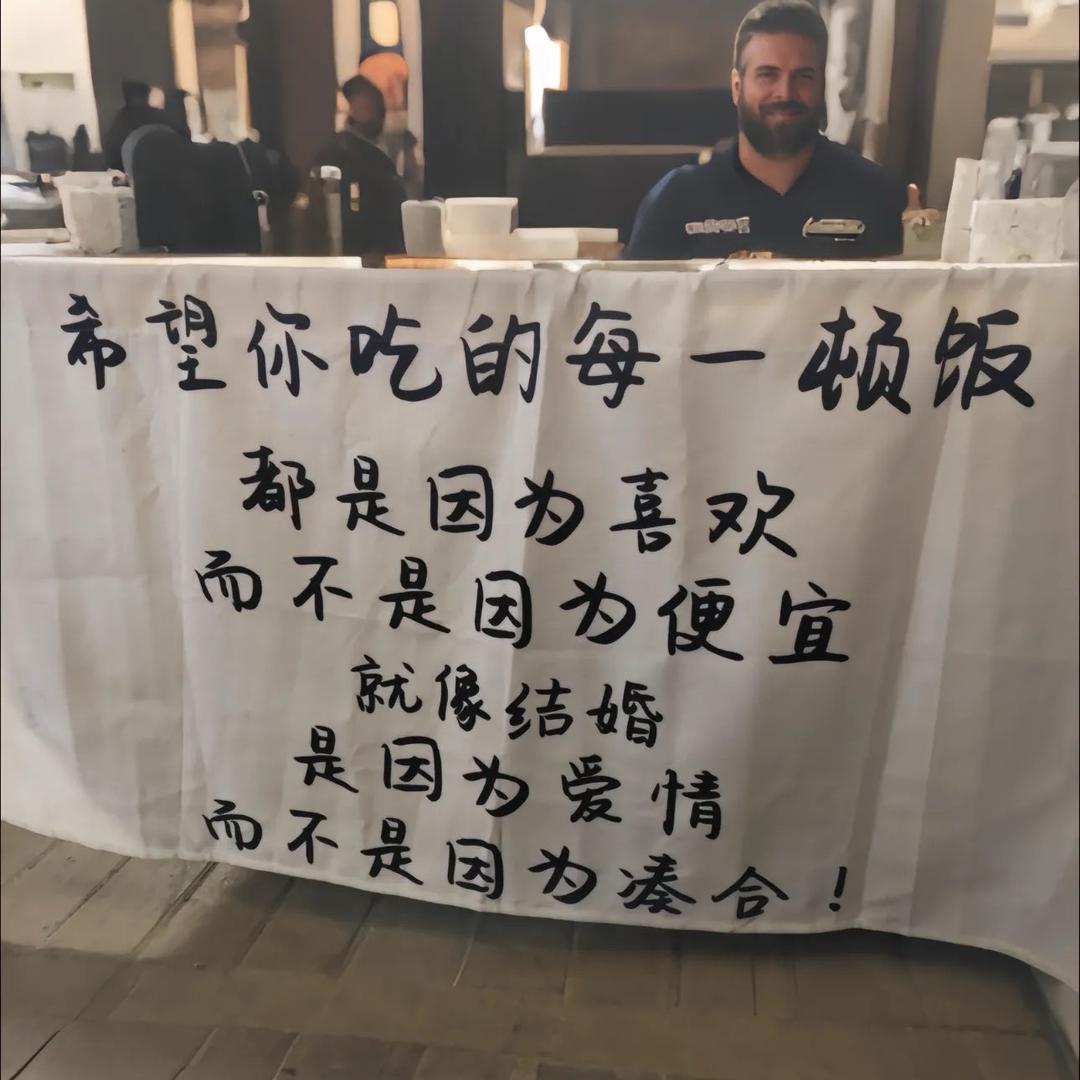 希望你吃的每一顿饭
都是因为喜欢
而不是因为便宜
就像结婚
是因为爱情
而不是因为凑合！